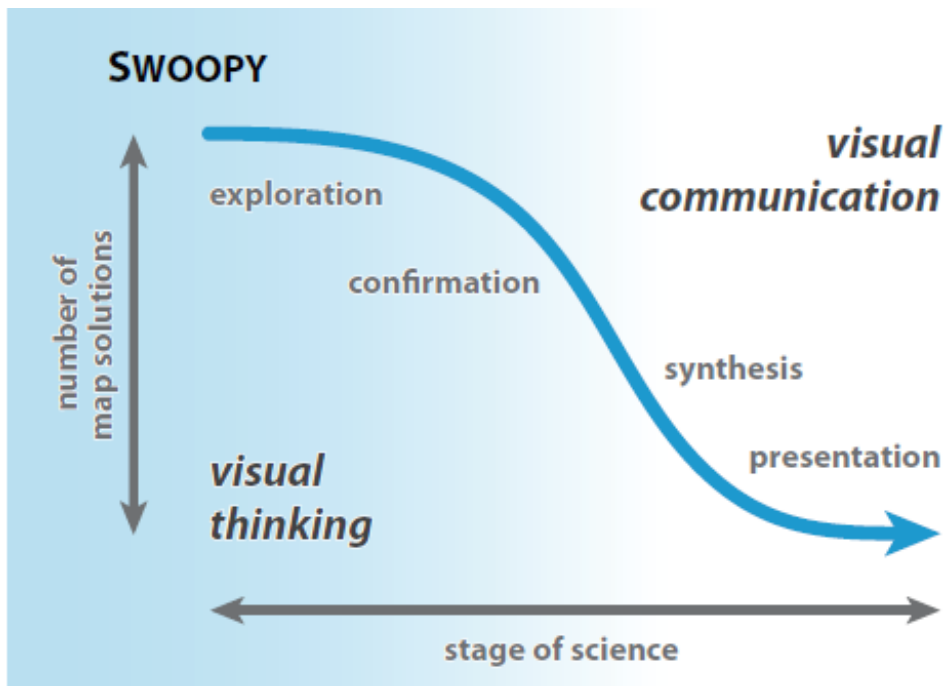 SWOOPY
visual
communication
exploration
confirmation
number of
map solutions
synthesis
presentation
visual
thinking
stage of science